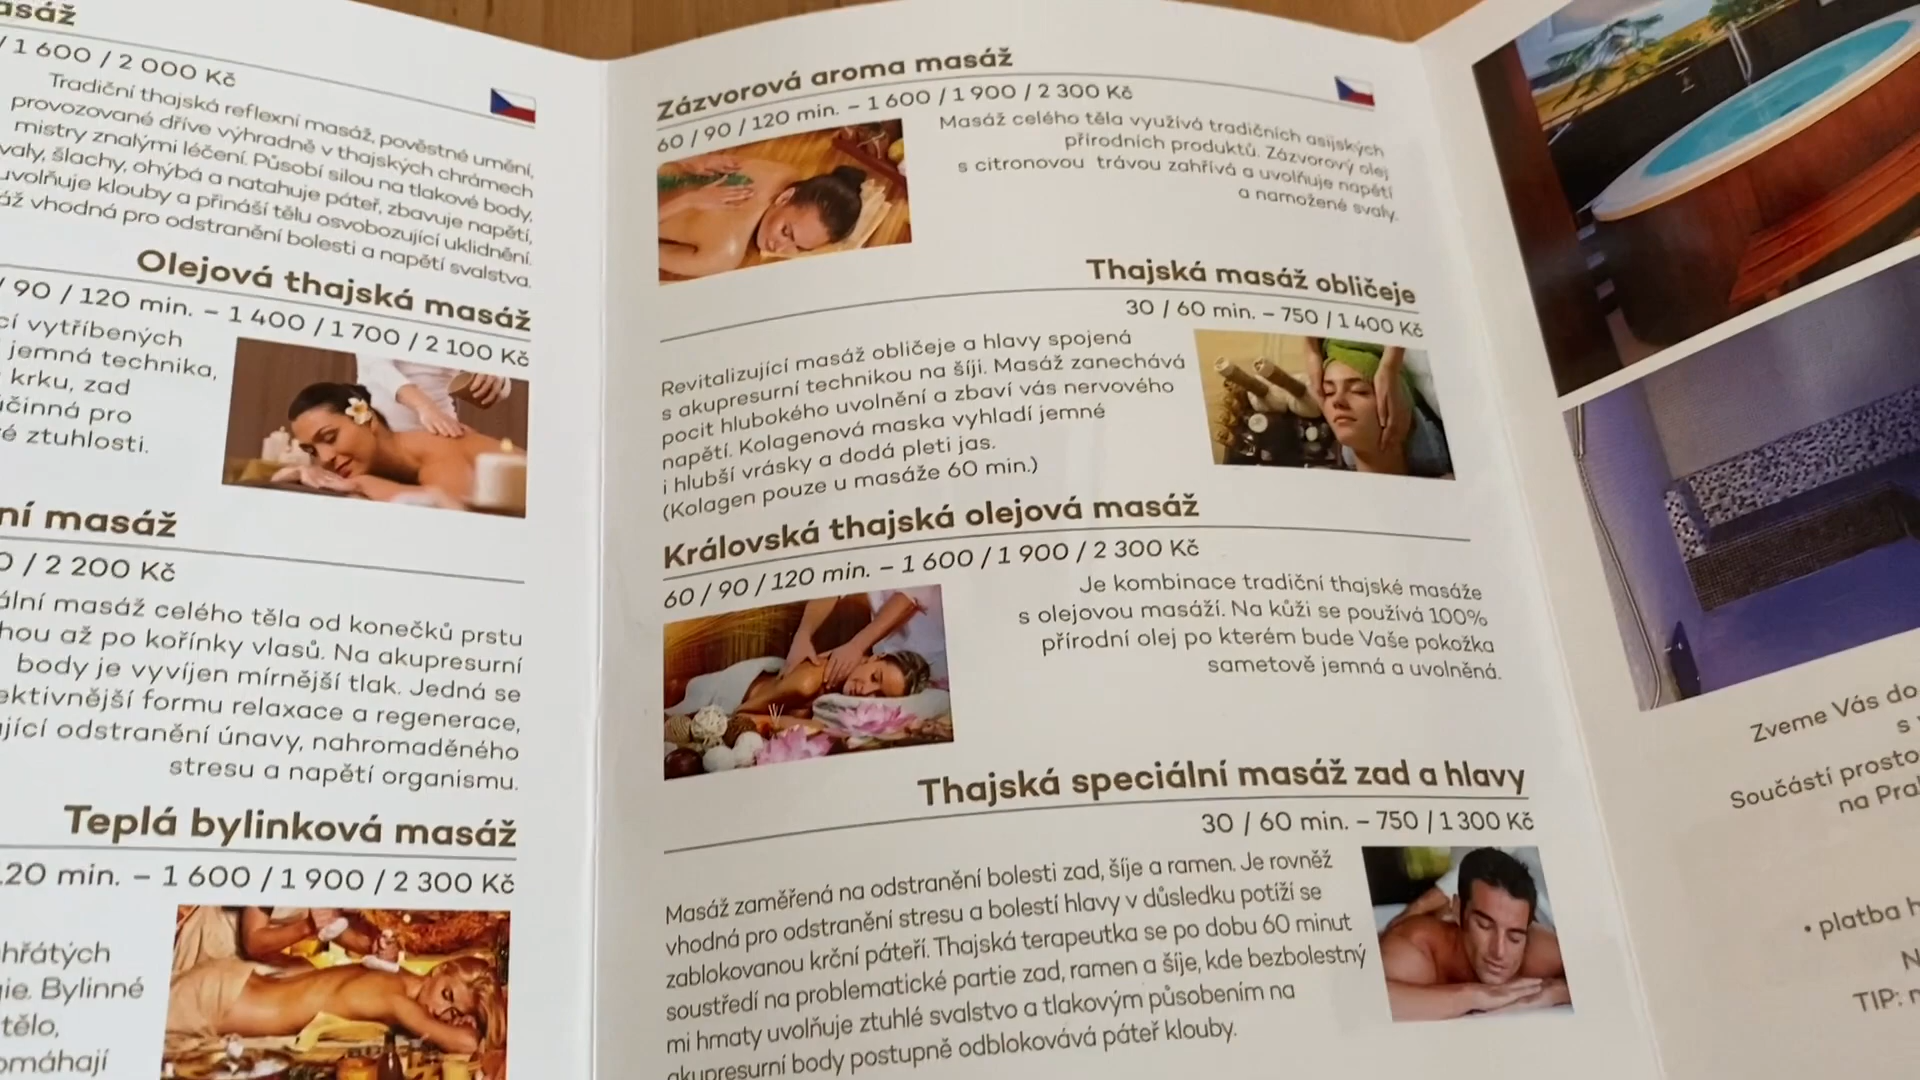 asáž
/ 1 600 / 2 000 Kč
Tradiční thajská reflexní masáž, pověstné umění,
provozované dříve výhradně v thajských chrámech
mistry znalými léčení. Působí silou na tlakové body,
valy, šlachy, ohýbá a natahuje páteř, zbavuje napětí,
uvolňuje klouby a přináší tělu osvobozující uklidnění.
áž vhodná pro odstranění bolesti a napětí svalstva.
Olejová thajská masáž
/ 90 / 120 min. – 1 400 / 1 700 / 2 100 Kč
cí vytříbených
jemná technika,
krku, zad
účinná pro
é ztuhlosti.
ní masáž
0 / 2 200 Kč
ální masáž celého těla od konečků prstu
hou až po kořínky vlasů. Na akupresurní
body je vyvíjen mírnější tlak. Jedná se
ektivnější formu relaxace a regenerace,
ající odstranění únavy, nahromaděného
stresu a napětí organismu.
Teplá bylinková masáž
120 min. – 1 600 / 1 900 / 2 300 Kč
hřátých
gie. Bylinné
tělo,
omáhají
Zázvorová aroma masáž
60 / 90 / 120 min. – 1 600 / 1 900 / 2 300 Kč
Masáž celého těla využívá tradičních asijských
přírodních produktů. Zázvorový olej
s citronovou trávou zahřívá a uvolňuje napětí
a namožené svaly.
Thajská masáž obličeje
30 / 60 min. – 750 / 1 400 Kč
Revitalizující masáž obličeje a hlavy spojená
s akupresurní technikou na šíji. Masáž zanechává
pocit hlubokého uvolnění a zbaví vás nervového
napětí. Kolagenová maska vyhladí jemné
i hlubší vrásky a dodá pleti jas.
(Kolagen pouze u masáže 60 min.)
Královská thajská olejová masáž
60 / 90 / 120 min. – 1 600 / 1 900 / 2 300 Kč
Je kombinace tradiční thajské masáže
s olejovou masáží. Na kůži se používá 100%
přírodní olej po kterém bude Vaše pokožka
sametově jemná a uvolněná.
Thajská speciální masáž zad a hlavy
30 / 60 min. – 750 / 1 300 Kč
Masáž zaměřená na odstranění bolesti zad, šíje a ramen. Je rovněž
vhodná pro odstranění stresu a bolestí hlavy v důsledku potíží se
zablokovanou krční páteří. Thajská terapeutka se po dobu 60 minut
soustředí na problematické partie zad, ramen a šíje, kde bezbolestný
mi hmaty uvolňuje ztuhlé svalstvo a tlakovým působením na
akupresurní body postupně odblokovává páteř klouby.
Zveme Vás do
s
Součástí prosto
na Pra
• platba h
N
TIP: